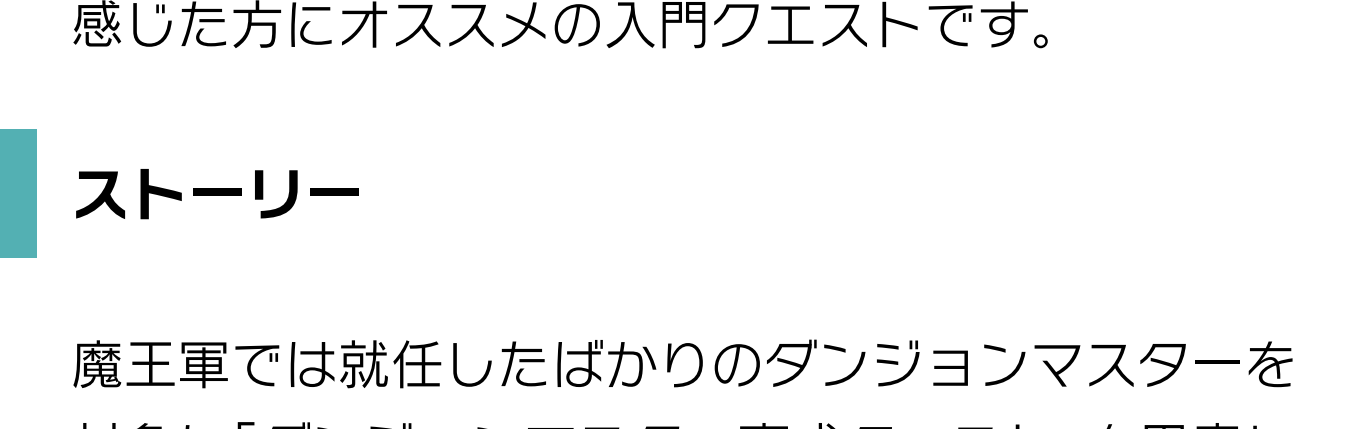 感じた方にオススメの入門クエストです。
ストーリー
魔王軍では就任したばかりのダンジョンマスターを